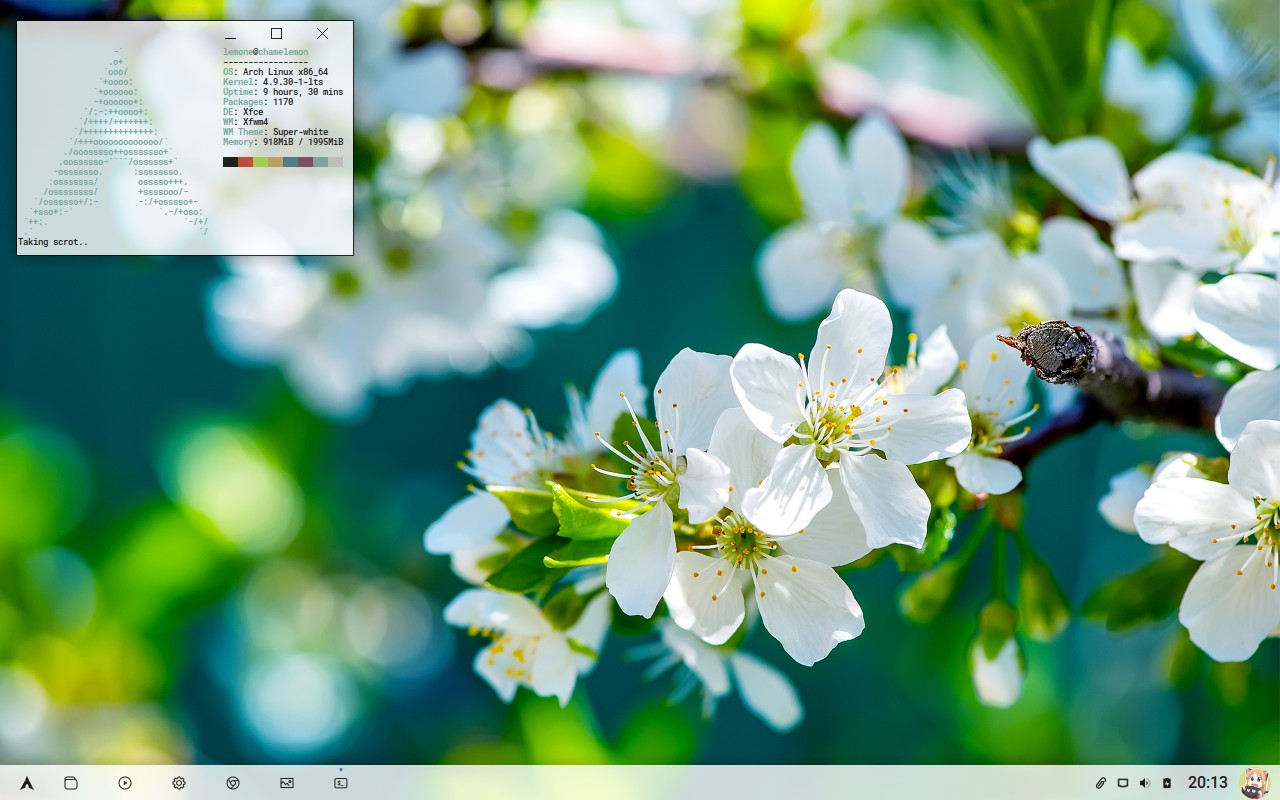 lemone@chamelemon
-----------------
OS: Arch Linux x86_64
Kernel: 4.9.30-1-lts
Uptime: 9 hours, 30 mins
Packages: 1170
DE: Xfce
WM: Xfwm4
WM Theme: Super-white
Memory: 918MiB / 1995MiB
Taking scrot..
20:13